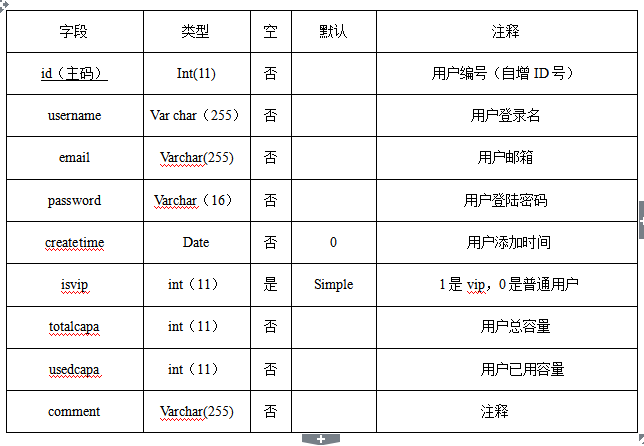 字段 类型 空 默认 注释
id（主码） Int(11) 否 用户编号（自增 ID 号）
username Var char（255） 否 用户登录名
email Varchar(255) 否 用户邮箱
password Varchar（16） 否 用户登陆密码
createtime Date 否 0 用户添加时间
isvip int（11） 是 Simple 1 是 vip，0 是普通用户
totalcapa int（11） 否 用户总容量
usedcapa int（11） 否 用户已用容量
comment Varchar(255) 否 注释